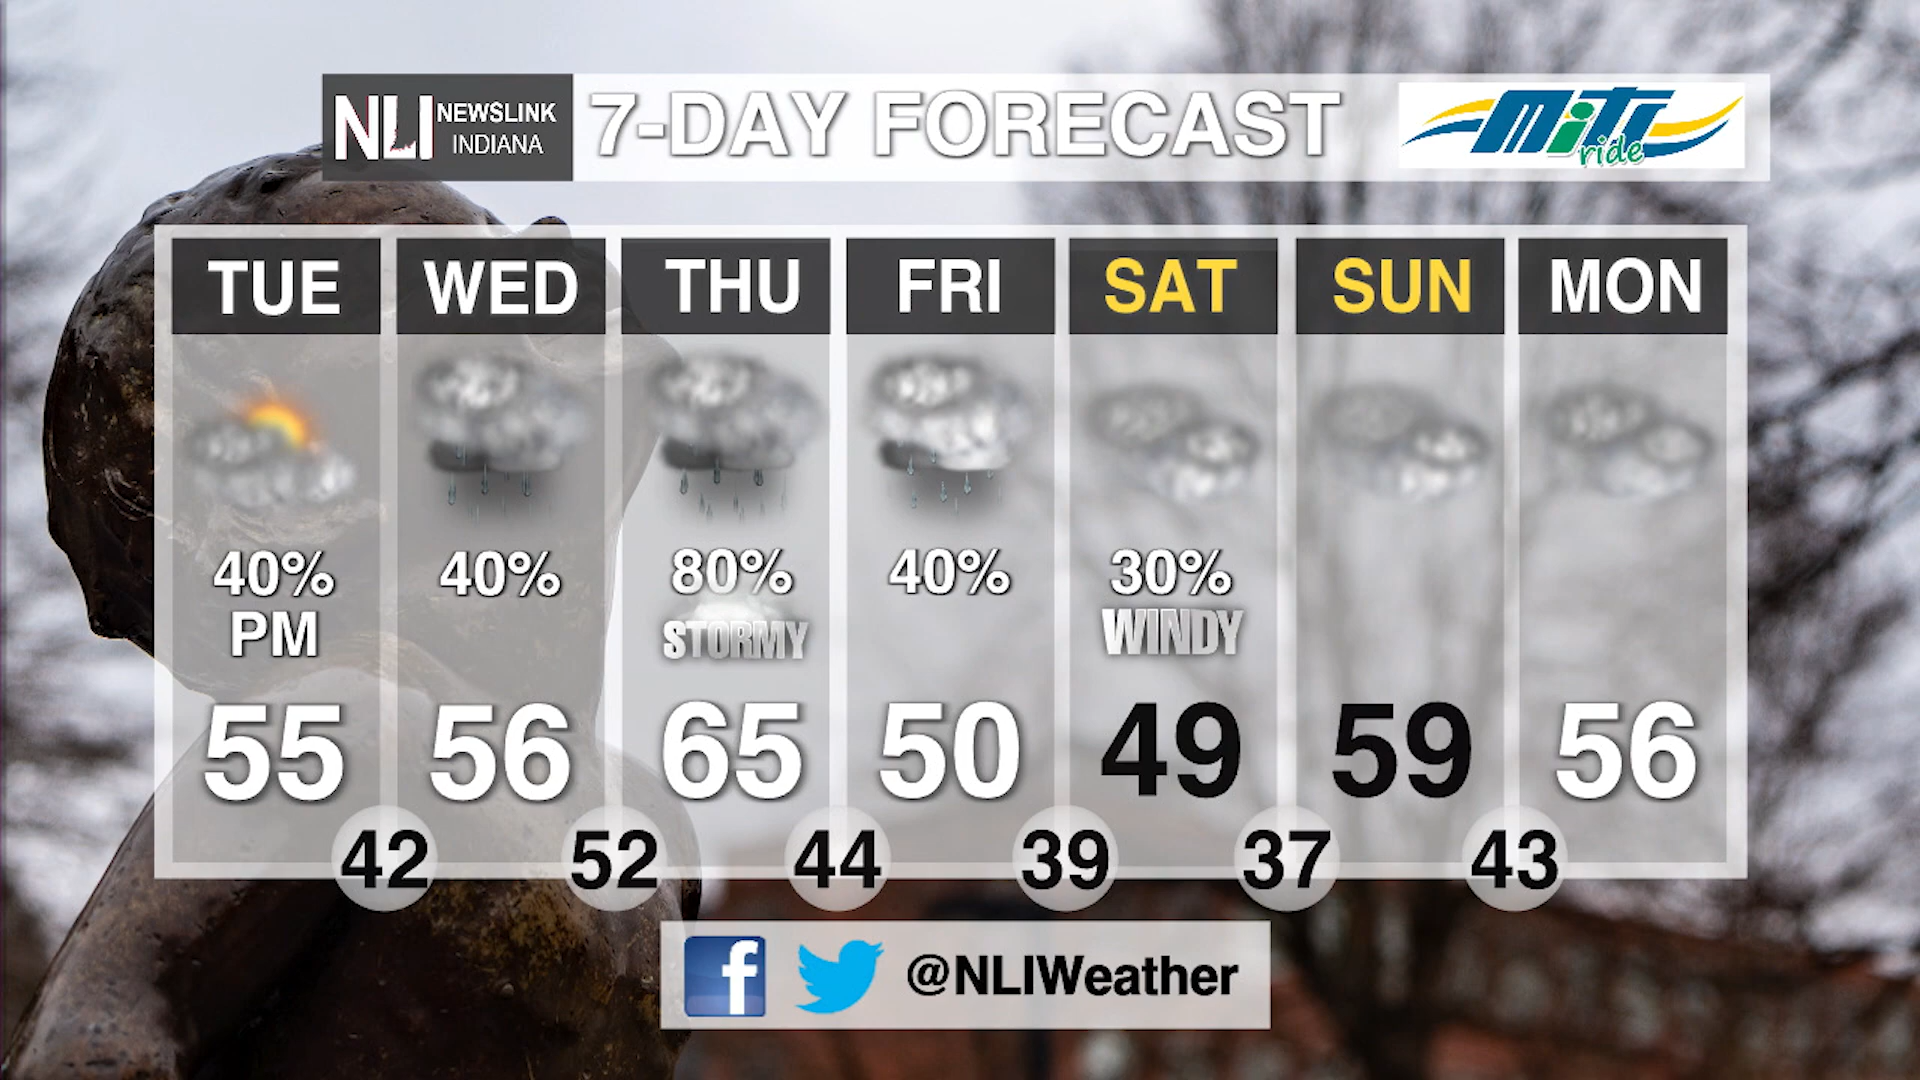 NLI NEWSLINK INDIANA 7-DAY FORECAST MiTS ride
TUE WED THU FRI SAT SUN MON
40% PM 40% 80% STORMY 40% 30% WINDY
55 56 65 50 49 59 56
42 52 44 39 37 43
@NLIWeather